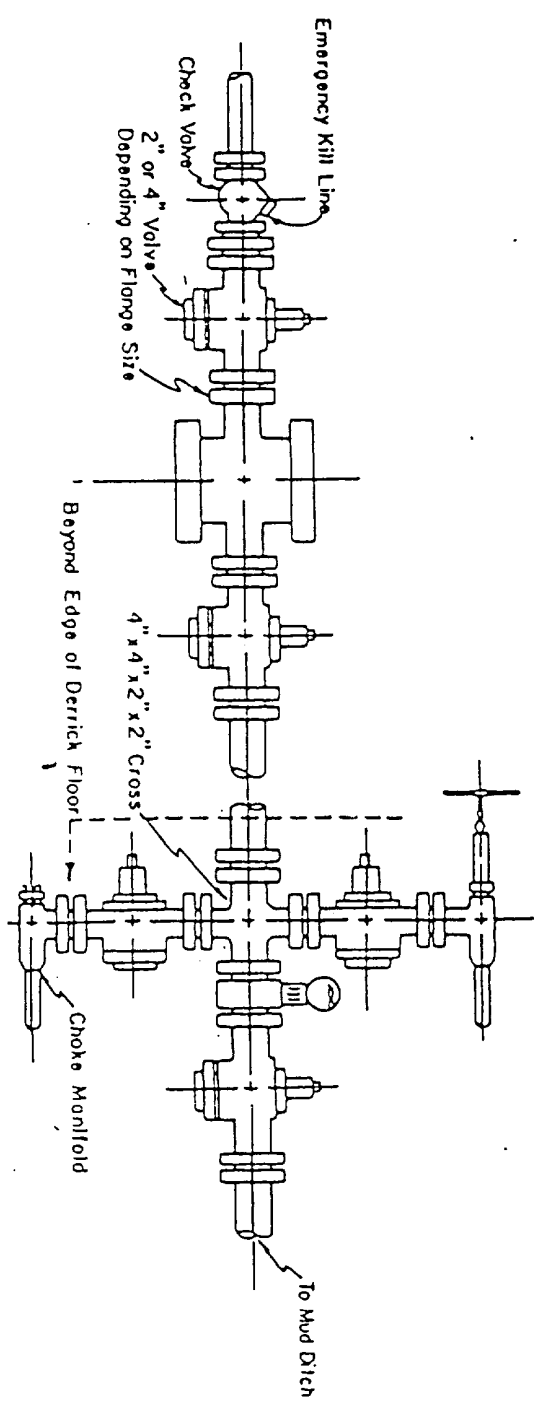 Emergency Kill Line
Check Valve
2" or 4" Valve
Depending on Flange Size
4"x4"x2"x2" Cross
Beyond Edge of Derrick Floor
Choke Manifold
To Mud Ditch